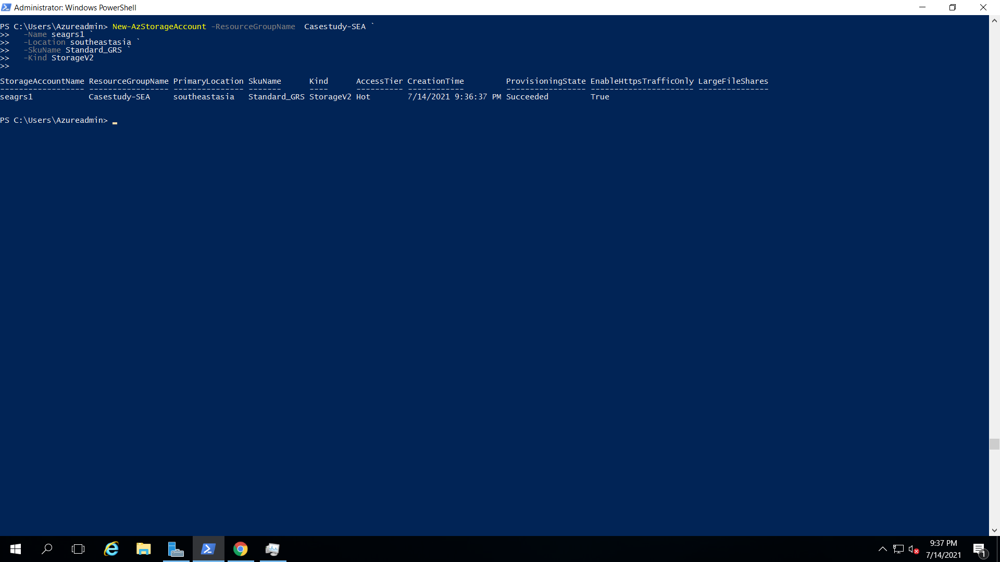 Administrator: Windows PowerShell
PS C:\Users\Azureadmin> New-AzStorageAccount -ResourceGroupName  Casestudy-SEA `
>>   -Name seagrs1 `
>>   -Location southeastasia `
>>   -SkuName Standard_GRS `
>>   -Kind StorageV2
>>
StorageAccountName ResourceGroupName PrimaryLocation SkuName      Kind      AccessTier CreationTime         ProvisioningState EnableHttpsTrafficOnly LargeFileShares
------------------ ----------------- --------------- -------      ----      ---------- ------------         ----------------- ---------------------- ---------------
seagrs1            Casestudy-SEA     southeastasia   Standard_GRS StorageV2 Hot        7/14/2021 9:36:37 PM Succeeded         True
PS C:\Users\Azureadmin> _
9:37 PM
7/14/2021
1